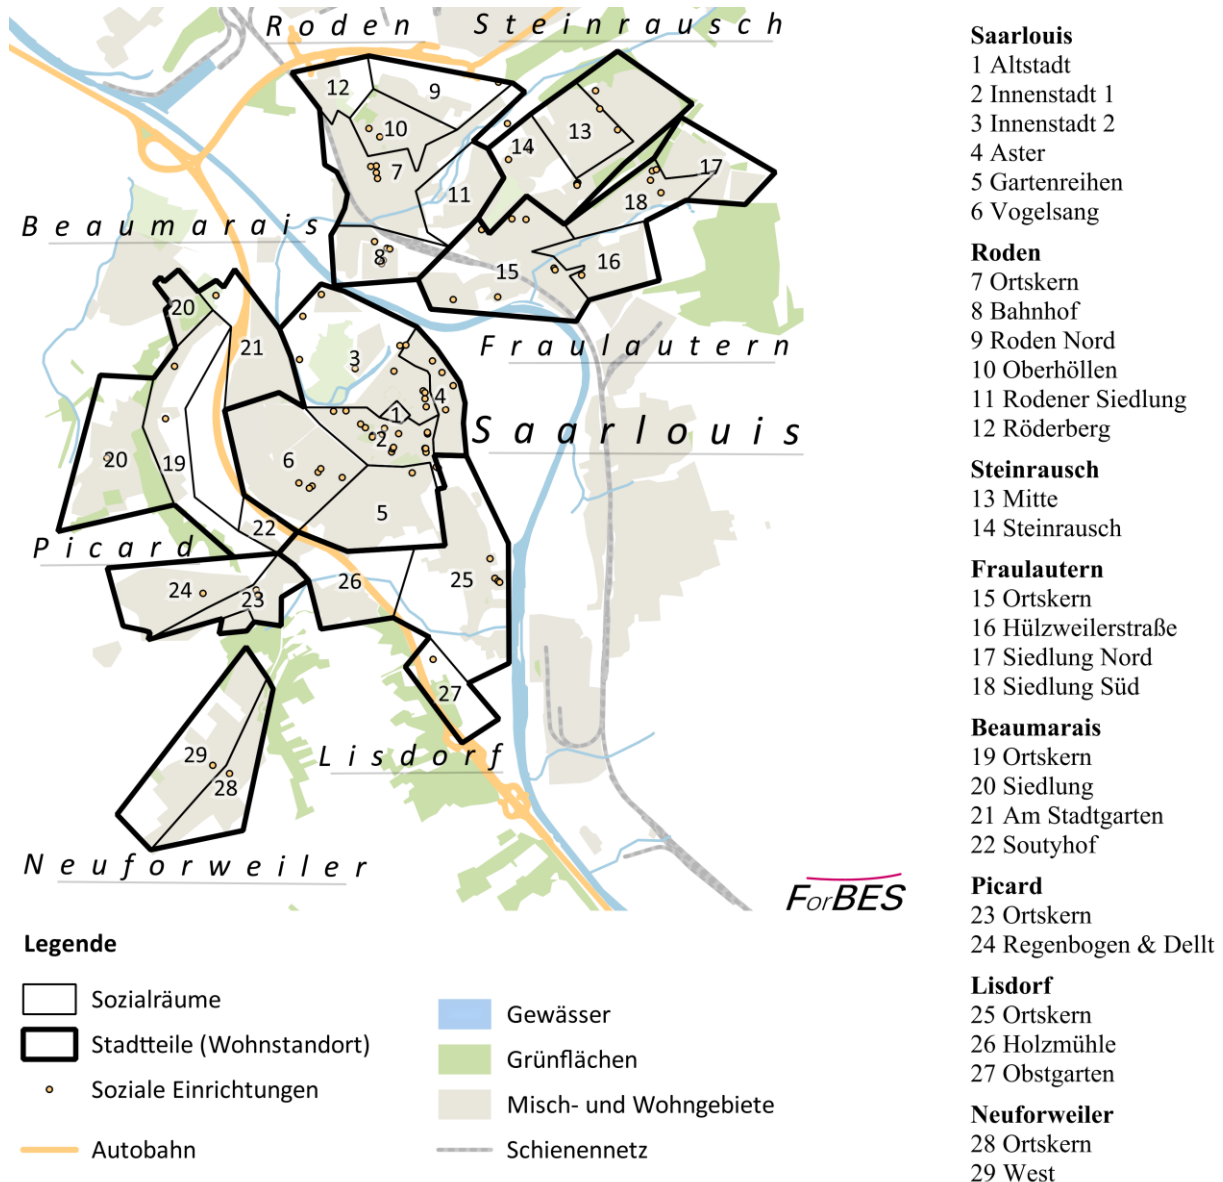 Roden
Steinrausch
12
9
10
13
14
7
17
11
18
Beaumarais
8
15
16
20
21
3
Fraulautern
4
1
Saarlouis
2
6
20
19
5
22
Picard
26
25
24
23
27
Lisdorf
29
28
Neuforweiler
ForBES
Saarlouis
1 Altstadt
2 Innenstadt 1
3 Innenstadt 2
4 Aster
5 Gartenreihen
6 Vogelsang
Roden
7 Ortskern
8 Bahnhof
9 Roden Nord
10 Oberhöllen
11 Rodener Siedlung
12 Röderberg
Steinrausch
13 Mitte
14 Steinrausch
Fraulautern
15 Ortskern
16 Hülzweilerstraße
17 Siedlung Nord
18 Siedlung Süd
Beaumarais
19 Ortskern
20 Siedlung
21 Am Stadtgarten
22 Soutyhof
Picard
23 Ortskern
24 Regenbogen & Dellt
Lisdorf
25 Ortskern
26 Holzmühle
27 Obstgarten
Neuforweiler
28 Ortskern
29 West
Legende
Sozialräume
Stadtteile (Wohnstandort)
Soziale Einrichtungen
Autobahn
Gewässer
Grünflächen
Misch- und Wohngebiete
Schienennetz